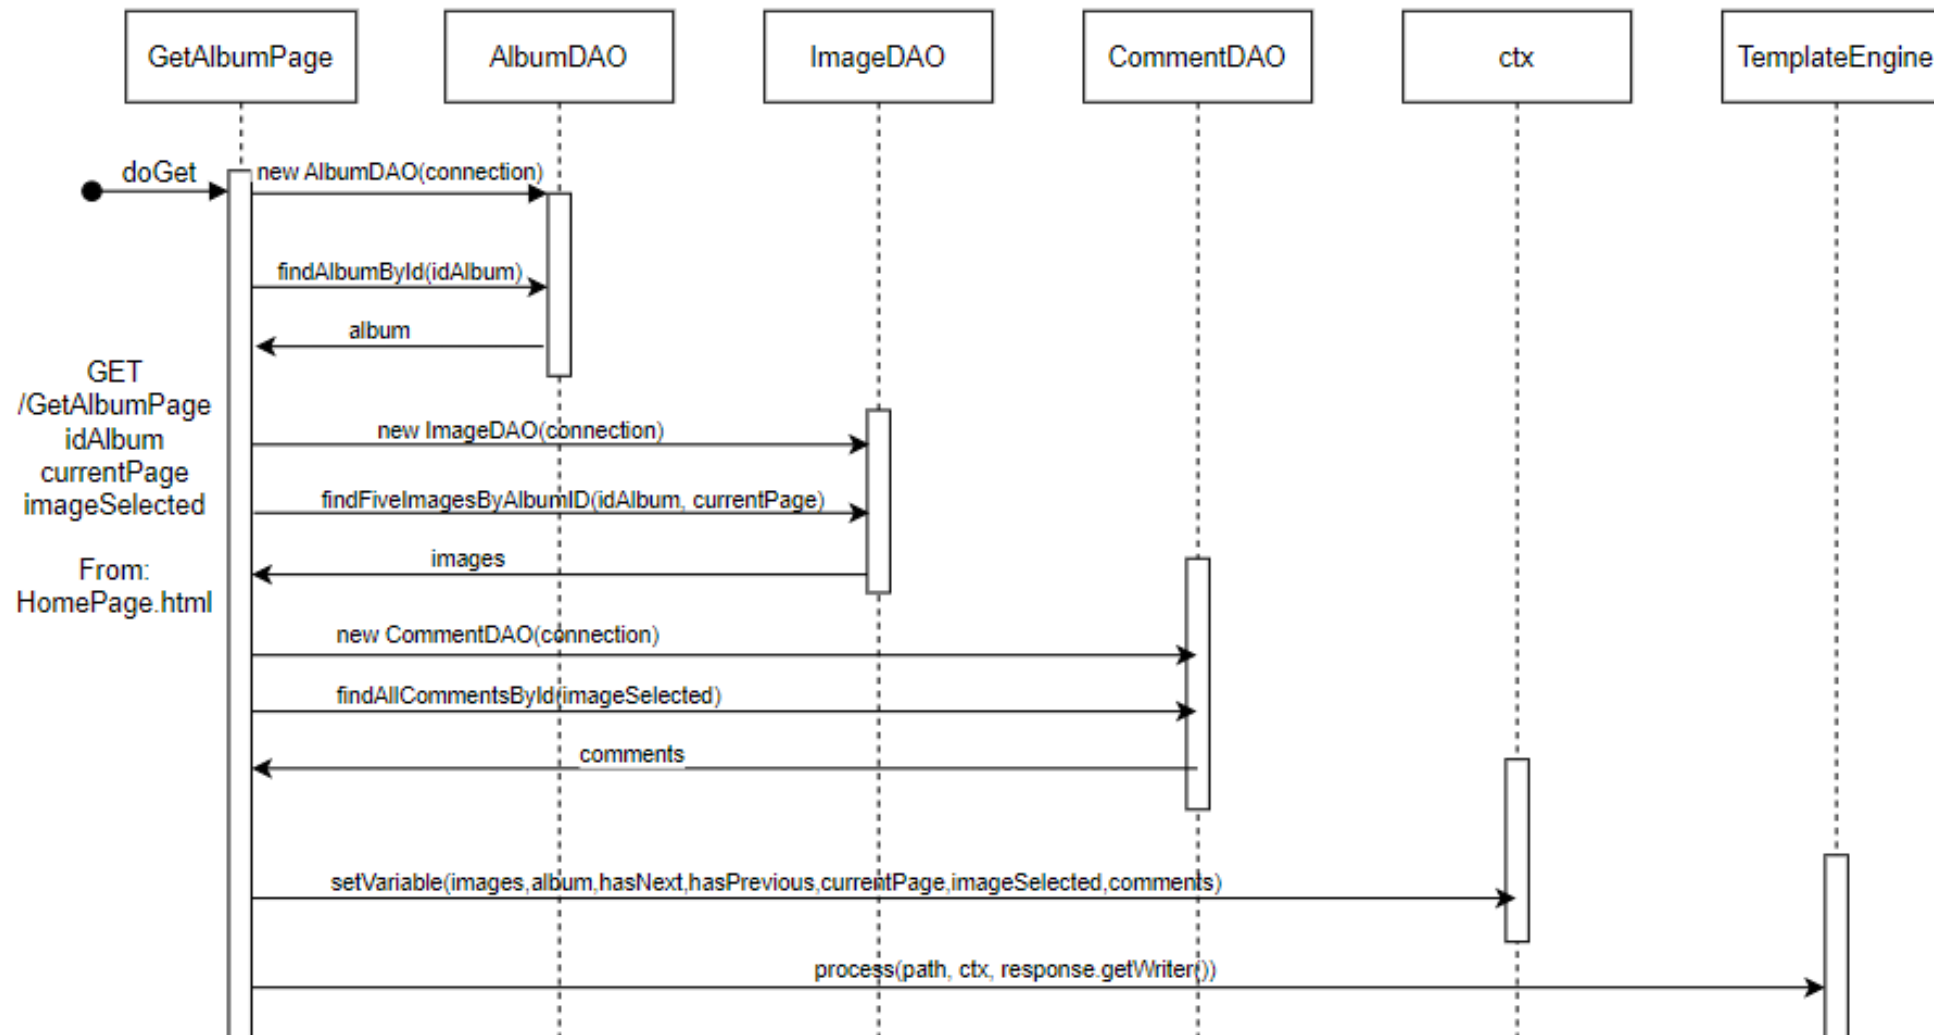 GetAlbumPage
AlbumDAO
ImageDAO
CommentDAO
ctx
TemplateEngine
doGet
new AlbumDAO(connection)
findAlbumById(idAlbum)
album
GET
/GetAlbumPage
idAlbum
currentPage
imageSelected
From:
HomePage.html
new ImageDAO(connection)
findFiveImagesByAlbumID(idAlbum, currentPage)
images
new CommentDAO(connection)
findAllCommentsById(imageSelected)
comments
setVariable(images,album,hasNext,hasPrevious,currentPage,imageSelected,comments)
process(path, ctx, response.getWriter())